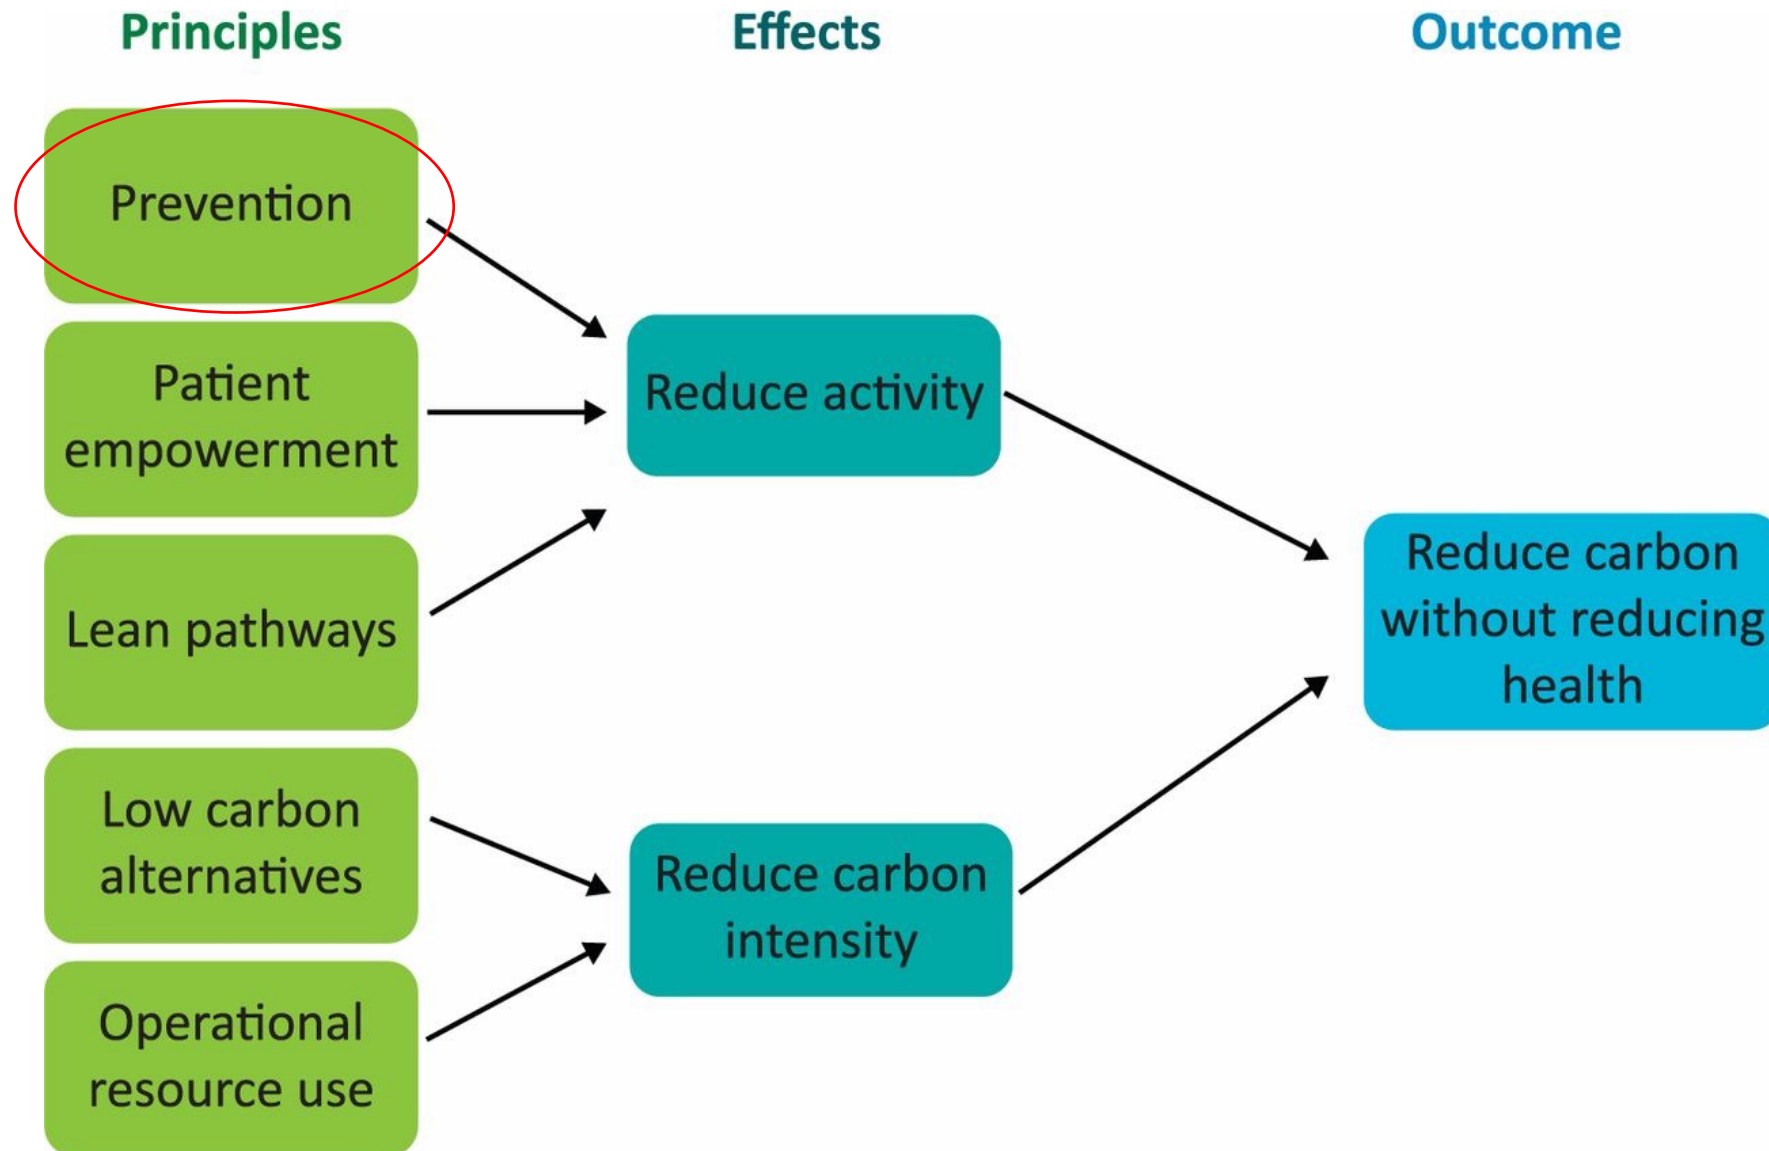 Principles
Effects
Outcome
Prevention
Patient
empowerment
Lean pathways
Low carbon
alternatives
Operational
resource use
Reduce activity
Reduce carbon
intensity
Reduce carbon
without reducing
health